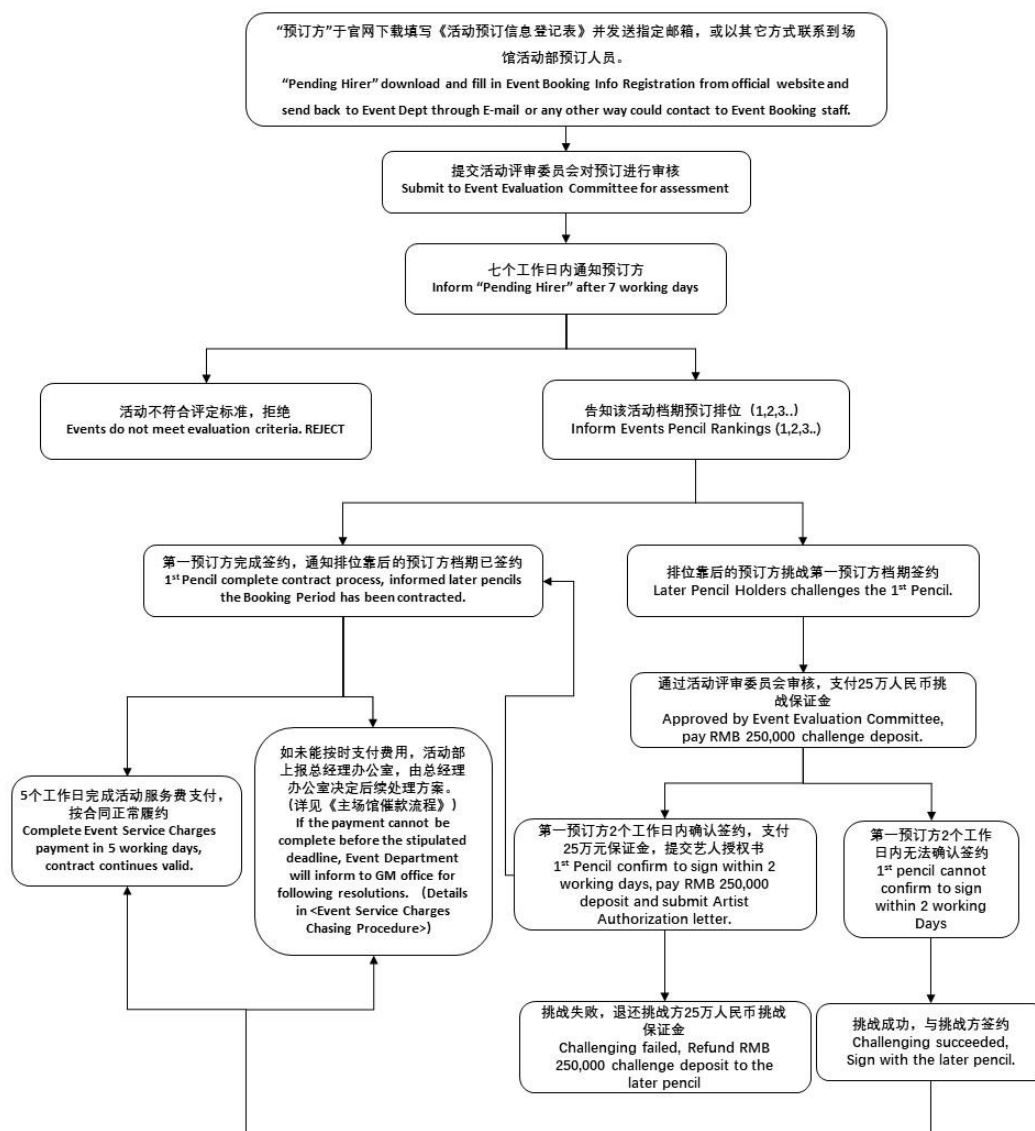 “预订方”于官网下载填写《活动预订信息登记表》并发送指定邮箱，或以其它方式联系到场
馆活动部预订人员。
“Pending Hirer” download and fill in Event Booking Info Registration from official website and
send back to Event Dept through E-mail or any other way could contact to Event Booking staff.
提交活动评审委员会对预订进行审核
Submit to Event Evaluation Committee for assessment
七个工作日内通知预订方
Inform “Pending Hirer” after 7 working days
活动不符合评定标准，拒绝
Events do not meet evaluation criteria. REJECT
告知该活动档期预订排位（1,2,3..）
Inform Events Pencil Rankings (1,2,3..)
第一预订方完成签约，通知排位靠后的预订方档期已签约
1st Pencil complete contract process, informed later pencils
the Booking Period has been contracted.
排位靠后的预订方挑战第一预订方档期签约
Later Pencil Holders challenges the 1st Pencil.
通过活动评审委员会审核，支付25万人民币挑
战保证金
Approved by Event Evaluation Committee,
pay RMB 250,000 challenge deposit.
5个工作日完成活动服务费支付，
按合同正常履约
Complete Event Service Charges
payment in 5 working days,
contract continues valid.
如未能按时支付费用，活动部
上报总经理办公室，由总经理
办公室决定后续处理方案。
（详见《主场馆催款流程》）
If the payment cannot be
complete before the stipulated
deadline, Event Department
will inform to GM office for
following resolutions. （Details
in <Event Service Charges
Chasing Procedure>）
第一预订方2个工作日内确认签约，支付
25万元保证金，提交艺人授权书
1st Pencil confirm to sign within 2
working days, pay RMB 250,000
deposit and submit Artist
Authorization letter.
第一预订方2个工作
日内无法确认签约
1st pencil cannot
confirm to sign
within 2 working
Days
挑战失败，退还挑战方25万人民币挑战
保证金
Challenging failed, Refund RMB
250,000 challenge deposit to the
later pencil
挑战成功，与挑战方签约
Challenging succeeded,
Sign with the later pencil.